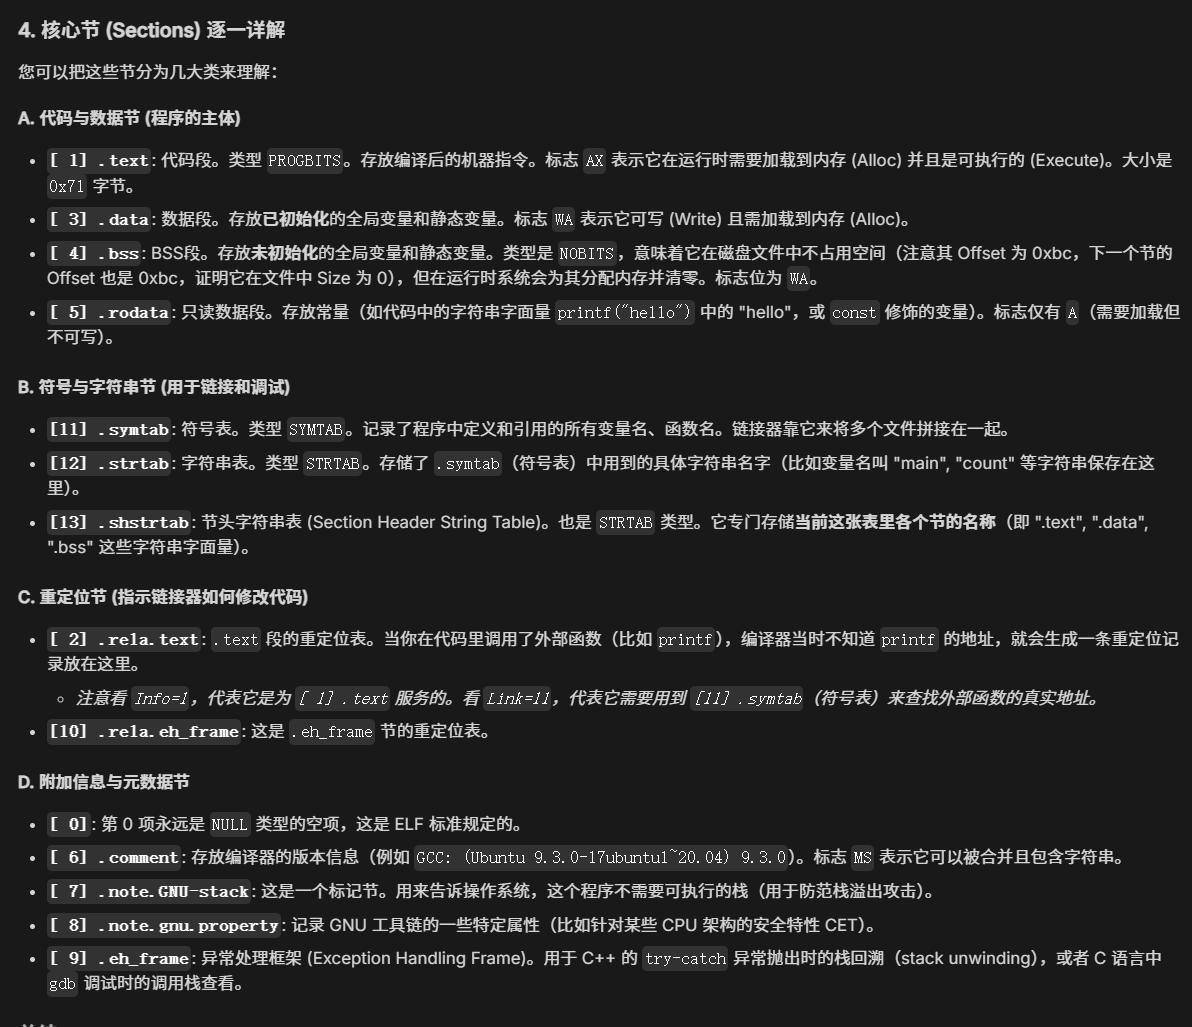 4. 核心节 (Sections) 逐一详解
您可以把这些节分为几大类来理解：
A. 代码与数据节 (程序的主体)
• [ 1] .text: 代码段。类型 PROGBITS。存放编译后的机器指令。标志 AX 表示它在运行时需要加载到内存 (Alloc) 并且是可执行的 (Execute)。大小是
0x71 字节。
• [ 3] .data: 数据段。存放已初始化的全局变量和静态变量。标志 WA 表示它可写 (Write) 且需加载到内存 (Alloc)。
• [ 4] .bss: BSS段。存放未初始化的全局变量和静态变量。类型是 NOBITS，意味着它在磁盘文件中不占用空间（注意其 Offset 为 0xbc，下一个节的
Offset 也是 0xbc，证明它在文件中 Size 为 0），但在运行时系统会为其分配内存并清零。标志位为 WA。
• [ 5] .rodata: 只读数据段。存放常量（如代码中的字符串字面量 printf("hello") 中的 "hello"，或 const 修饰的变量）。标志仅有 A（需要加载但
不可写）。
B. 符号与字符串节 (用于链接和调试)
• [11] .symtab: 符号表。类型 SYMTAB。记录了程序中定义和引用的所有变量名、函数名。链接器靠它来将多个文件拼接在一起。
• [12] .strtab: 字符串表。类型 STRTAB。存储了 .symtab（符号表）中用到的具体字符串名字（比如变量名叫 "main", "count" 等字符串保存在这
里）。
• [13] .shstrtab: 节头字符串表 (Section Header String Table)。也是 STRTAB 类型。它专门存储当前这张表里各个节的名称（即 ".text", ".data",
".bss" 这些字符串字面量）。
C. 重定位节 (指示链接器如何修改代码)
• [ 2] .rela.text: .text 段的重定位表。当你在代码里调用了外部函数（比如 printf），编译器当时不知道 printf 的地址，就会生成一条重定位记
录放在这里。
◦ 注意看 Info=1，代表它是为 [ 1] .text 服务的。看 Link=11，代表它需要用到 [11] .symtab（符号表）来查找外部函数的真实地址。
• [10] .rela.eh_frame: 这是 .eh_frame 节的重定位表。
D. 附加信息与元数据节
• [ 0]: 第 0 项永远是 NULL 类型的空项，这是 ELF 标准规定的。
• [ 6] .comment: 存放编译器的版本信息（例如 GCC: (Ubuntu 9.3.0-17ubuntu1~20.04) 9.3.0）。标志 MS 表示它可以被合并且包含字符串。
• [ 7] .note.GNU-stack: 这是一个标记节。用来告诉操作系统，这个程序不需要可执行的栈（用于防范栈溢出攻击）。
• [ 8] .note.gnu.property: 记录 GNU 工具链的一些特定属性（比如针对某些 CPU 架构的安全特性 CET）。
• [ 9] .eh_frame: 异常处理框架 (Exception Handling Frame)。用于 C++ 的 try-catch 异常抛出时的栈回溯（stack unwinding），或者 C 语言中
gdb 调试时的调用栈查看。